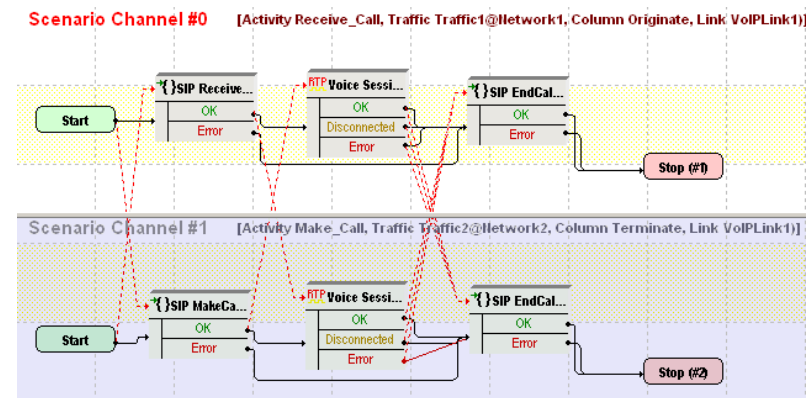 Scenario Channel #0 [Activity Receive_Call, Traffic Traffic1@Network1, Column Originate, Link VoIPLink1)]
{}SIP Receive... RTP Voice Sessi... {}SIP EndCal...
Start OK OK OK
Error Disconnected Error
Error
Stop (#1)
Scenario Channel #1 [Activity Make_Call, Traffic Traffic2@Network2, Column Terminate, Link VoIPLink1)]
{}SIP MakeCa... RTP Voice Sessi... {}SIP EndCal...
Start OK OK OK
Error Disconnected Error
Error
Stop (#2)